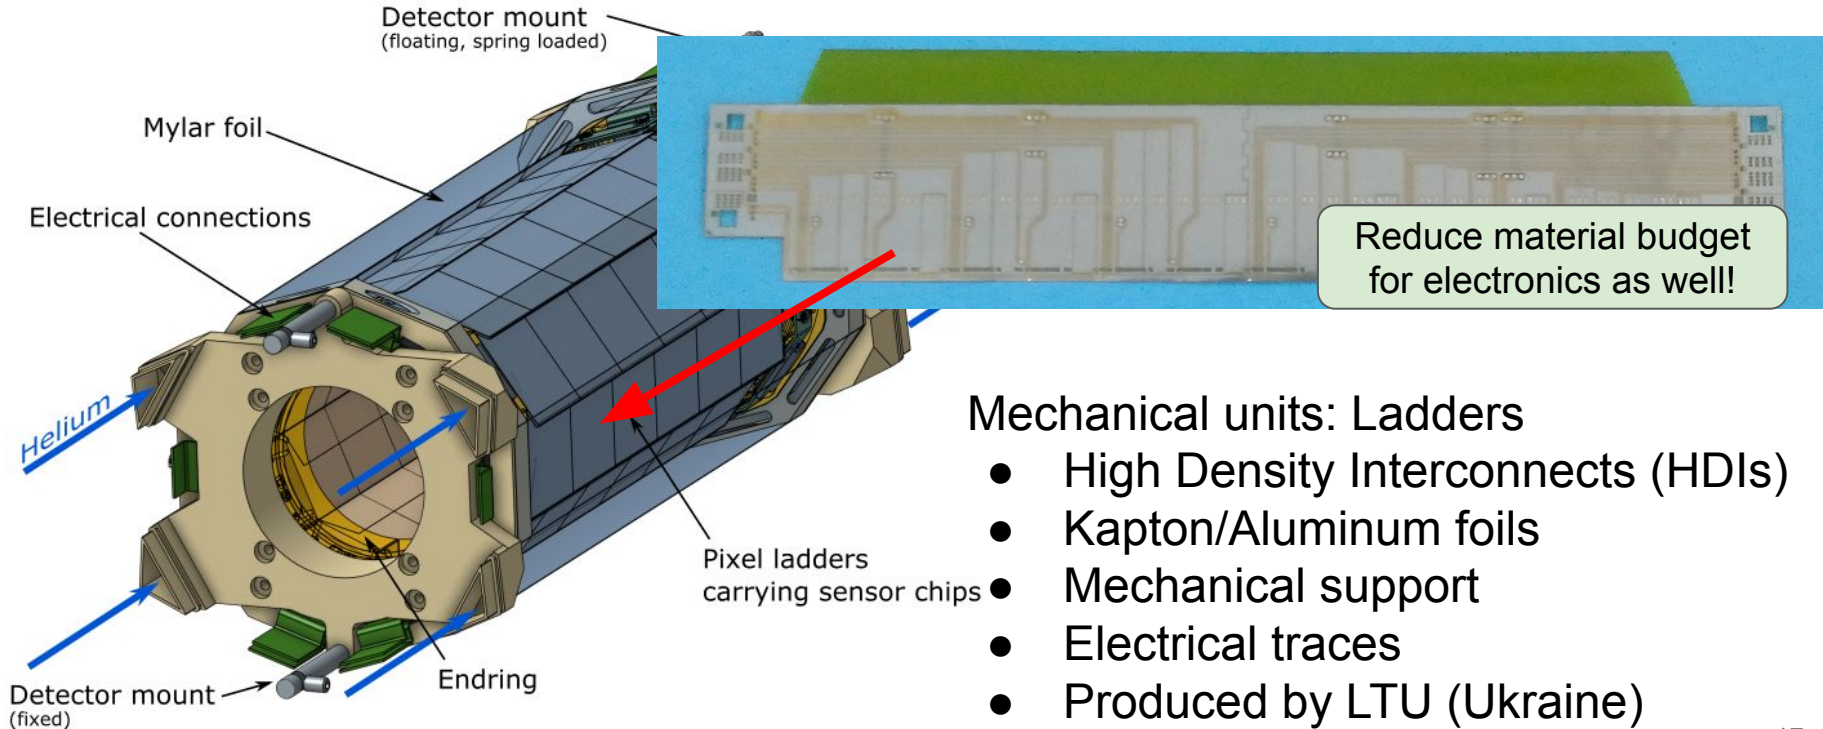 Detector mount
(floating, spring loaded)
Mylar foil
Electrical connections
Helium
Reduce material budget
for electronics as well!
Mechanical units: Ladders
● High Density Interconnects (HDIs)
● Kapton/Aluminum foils
● Mechanical support
● Electrical traces
● Produced by LTU (Ukraine)
Pixel ladders
carrying sensor chips
Endring
Detector mount
(fixed)